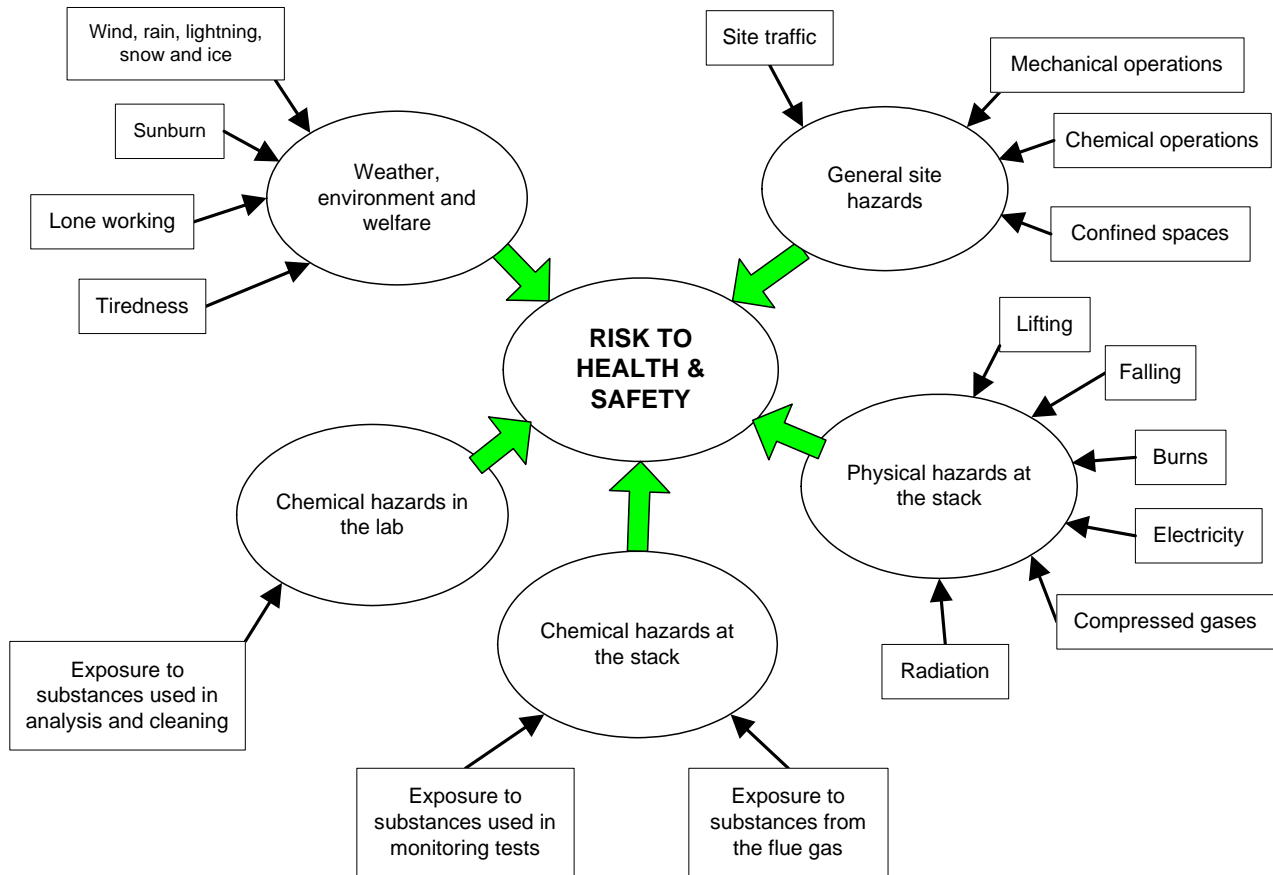 Wind, rain, lightning,
snow and ice
Sunburn
Lone working
Tiredness
Weather,
environment and
welfare
Site traffic
Mechanical operations
Chemical operations
Confined spaces
General site
hazards
RISK TO
HEALTH &
SAFETY
Lifting
Falling
Burns
Electricity
Compressed gases
Radiation
Physical hazards at
the stack
Chemical hazards in
the lab
Exposure to
substances used in
analysis and cleaning
Chemical hazards at
the stack
Exposure to
substances used in
monitoring tests
Exposure to
substances from
the flue gas